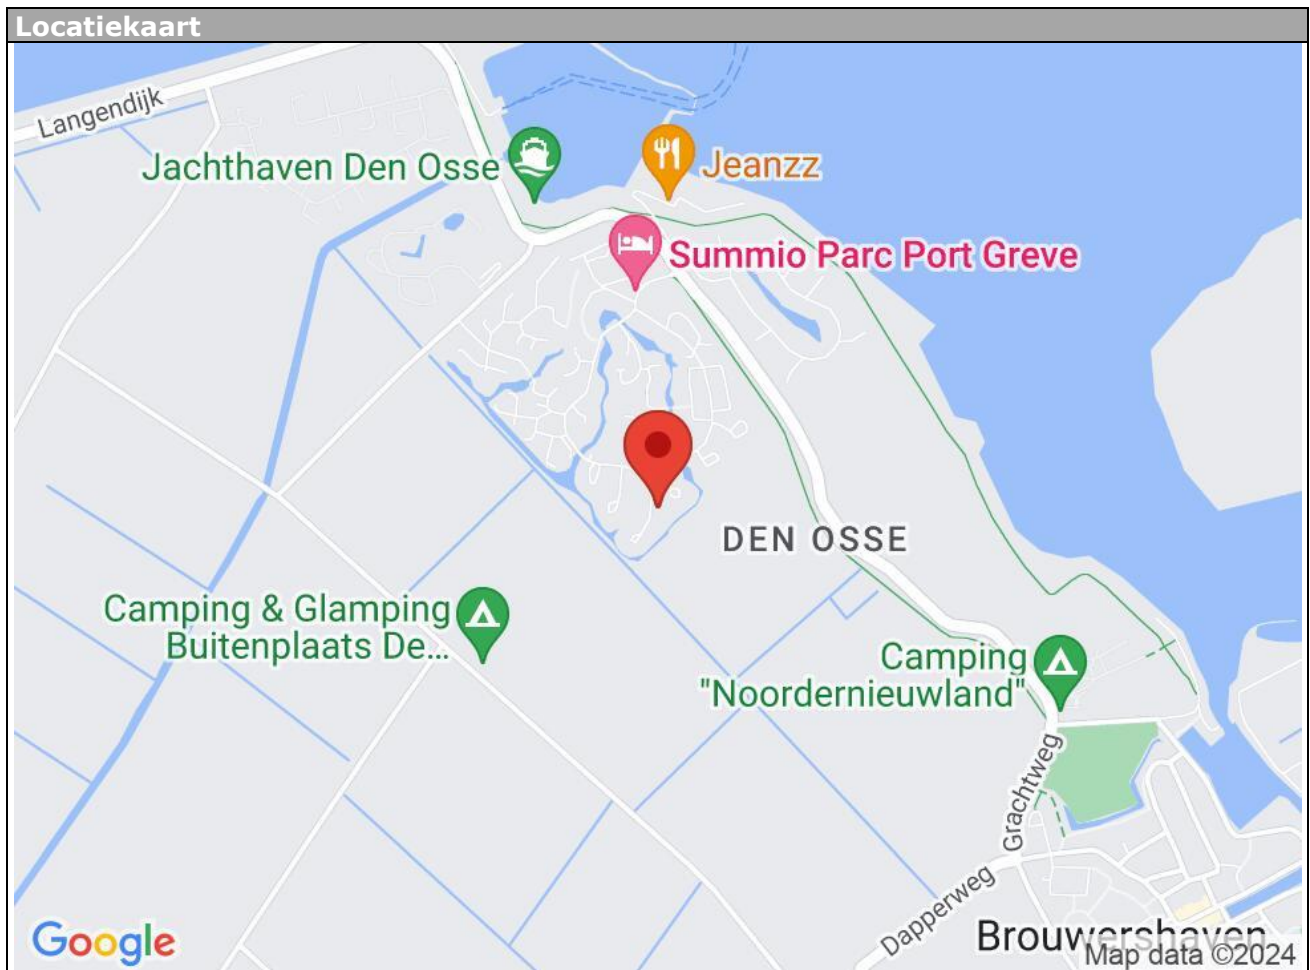 Locatiekaart
Langendijk
Jachthaven Den Osse
Jeanzz
Summio Parc Port Greve
DEN OSSE
Camping & Glamping
Buitenplaats De...
Camping
"Noordernieuwland"
Grachtweg
Dapperweg
Brouwershaven
Google
Map data ©2024